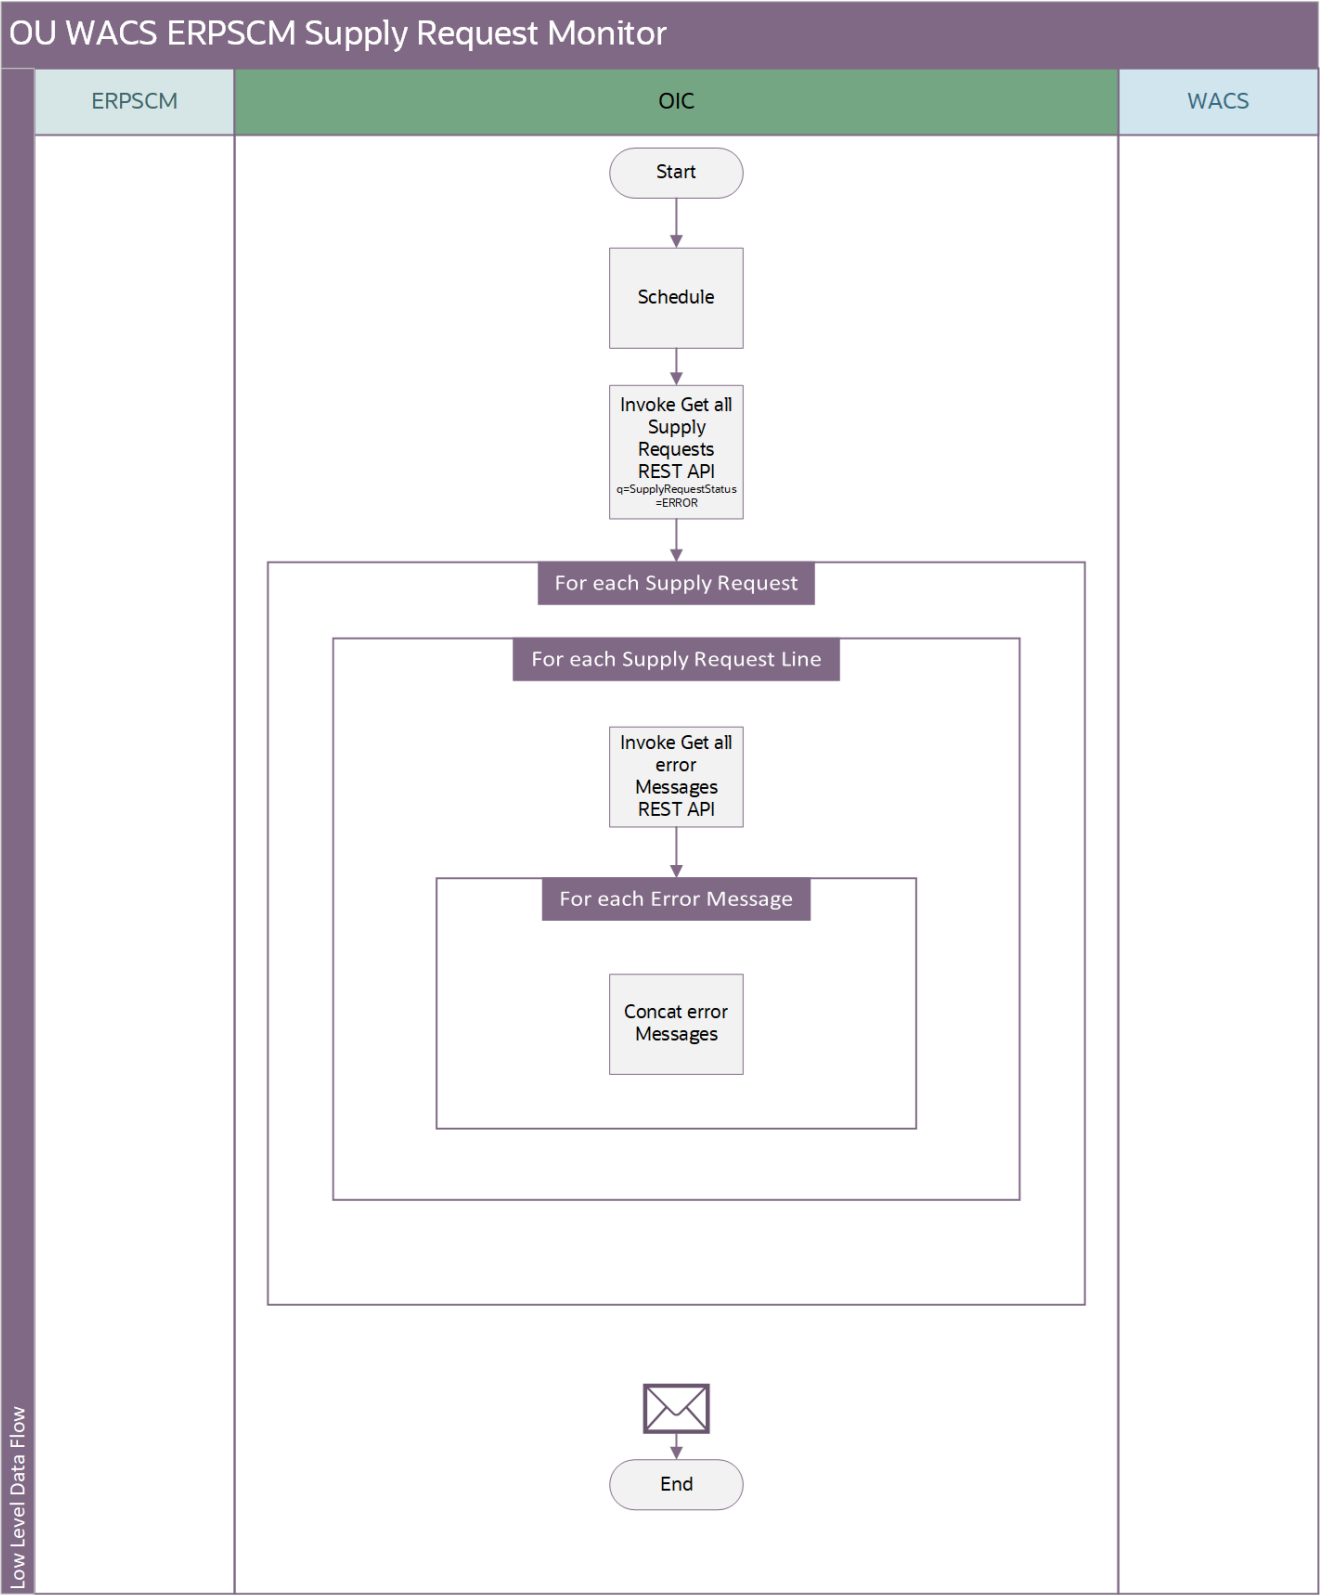 OU WACS ERPSCM Supply Request Monitor
ERPSCM
OIC
WACS
Start
Schedule
Invoke Get all
Supply
Requests
REST API
q=SupplyRequestStatus
=ERROR
For each Supply Request
For each Supply Request Line
Invoke Get all
error
Messages
REST API
For each Error Message
Concat error
Messages
End
Low Level Data Flow